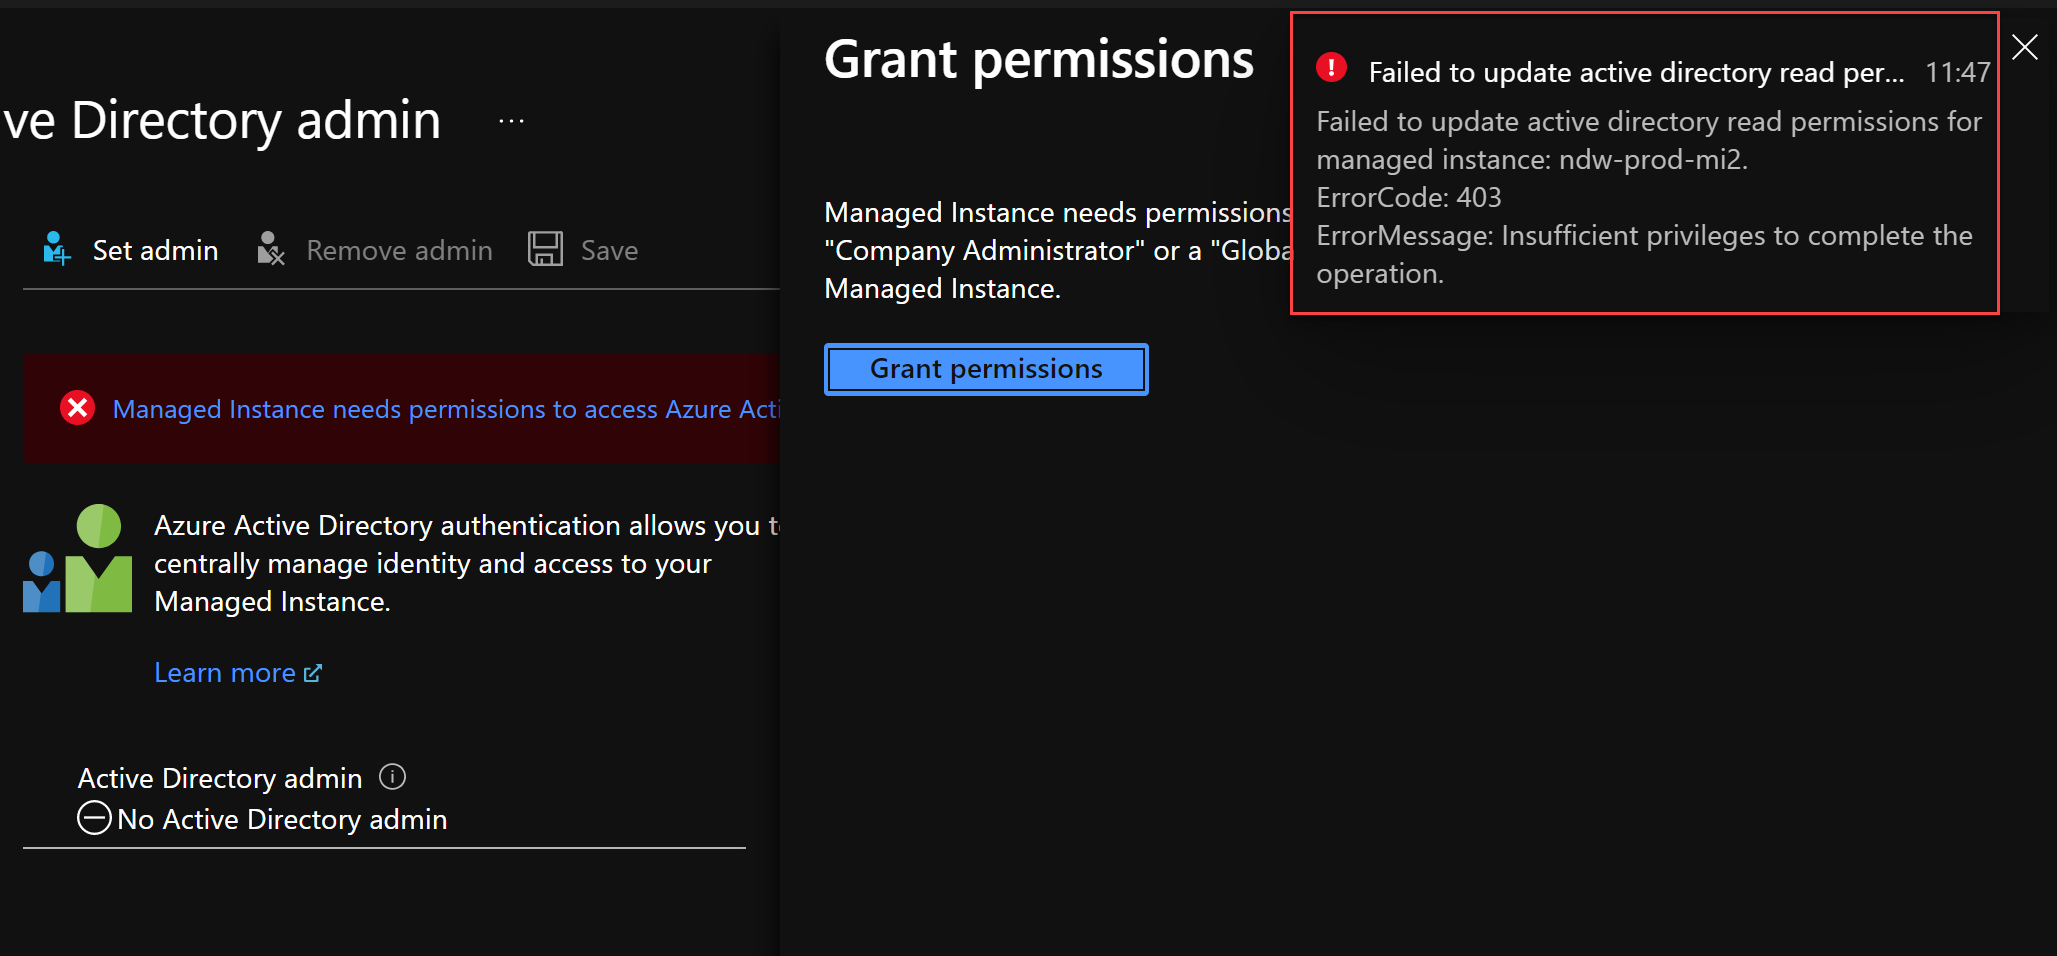 ve Directory admin
...
Set admin
Remove admin
Save
Managed Instance needs permissions to access Azure Acti
Azure Active Directory authentication allows you t
centrally manage identity and access to your
Managed Instance.
Learn more
Active Directory admin
No Active Directory admin
Grant permissions
Managed Instance needs permissions
"Company Administrator" or a "Globa
Managed Instance.
Grant permissions
Failed to update active directory read per... 11:47
Failed to update active directory read permissions for
managed instance: ndw-prod-mi2.
ErrorCode: 403
ErrorMessage: Insufficient privileges to complete the
operation.